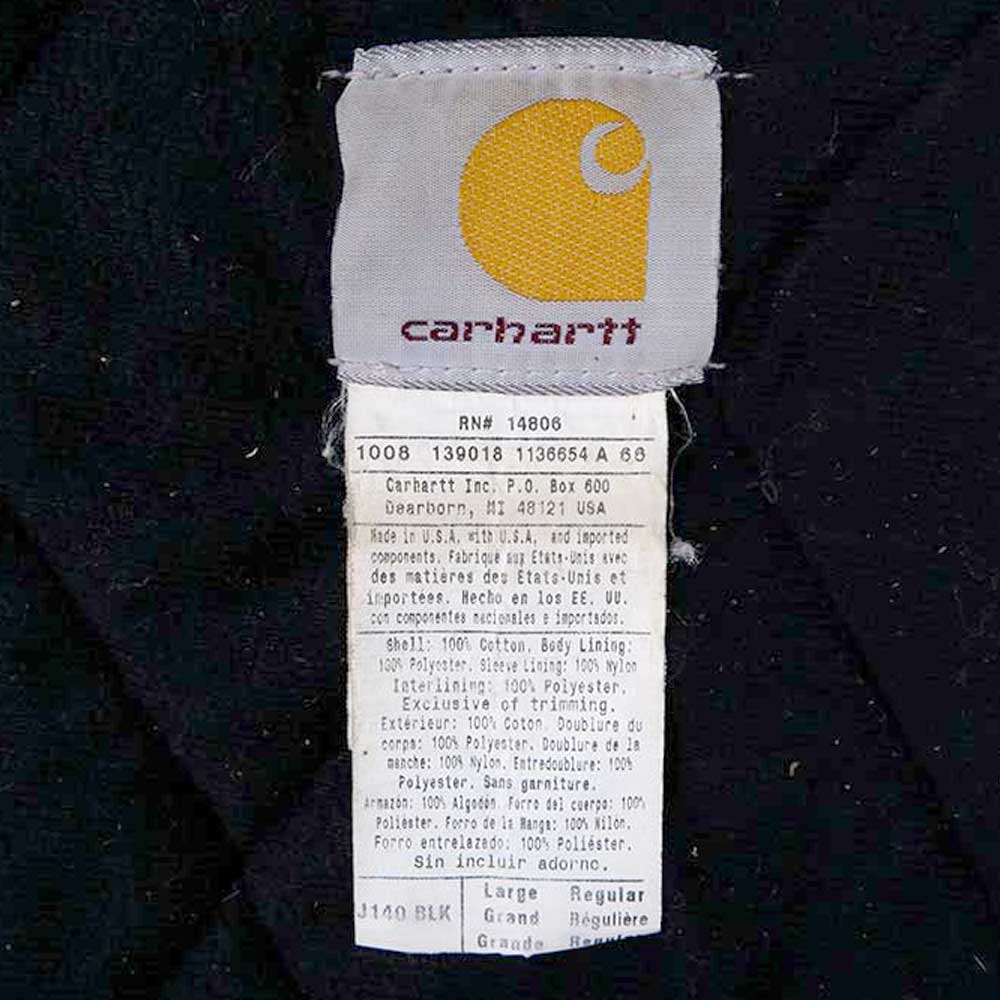 carhartt
RN# 14806
1008 139018 1136654 A 66
Carhartt Inc. P.O. Box 600
Dearborn, MI 48121 USA
Made in U.S.A. with U.S.A. and imported
components. Fabriqué aux États-Unis avec
des matières des États-Unis et
importées. Hecho en los EE. UU.
con componentes nacionales e importados.
Shell: 100% Cotton. Body Lining:
100% Polyester. Sleeve Lining: 100% Nylon
Interlining: 100% Polyester.
Exclusive of trimming.
Extérieur: 100% Coton. Doublure du
corps: 100% Polyester. Doublure de la
manche: 100% Nylon. Entredoublure: 100%
Polyester. Sans garniture.
Armazón: 100% Algodón. Forro del cuerpo: 100%
Poliéster. Forro de la Manga: 100% Nilon.
Forro entrelazado: 100% Poliéster.
Sin incluir adorno.
J140 BLK
Large Regular
Grand Régulière
Grande